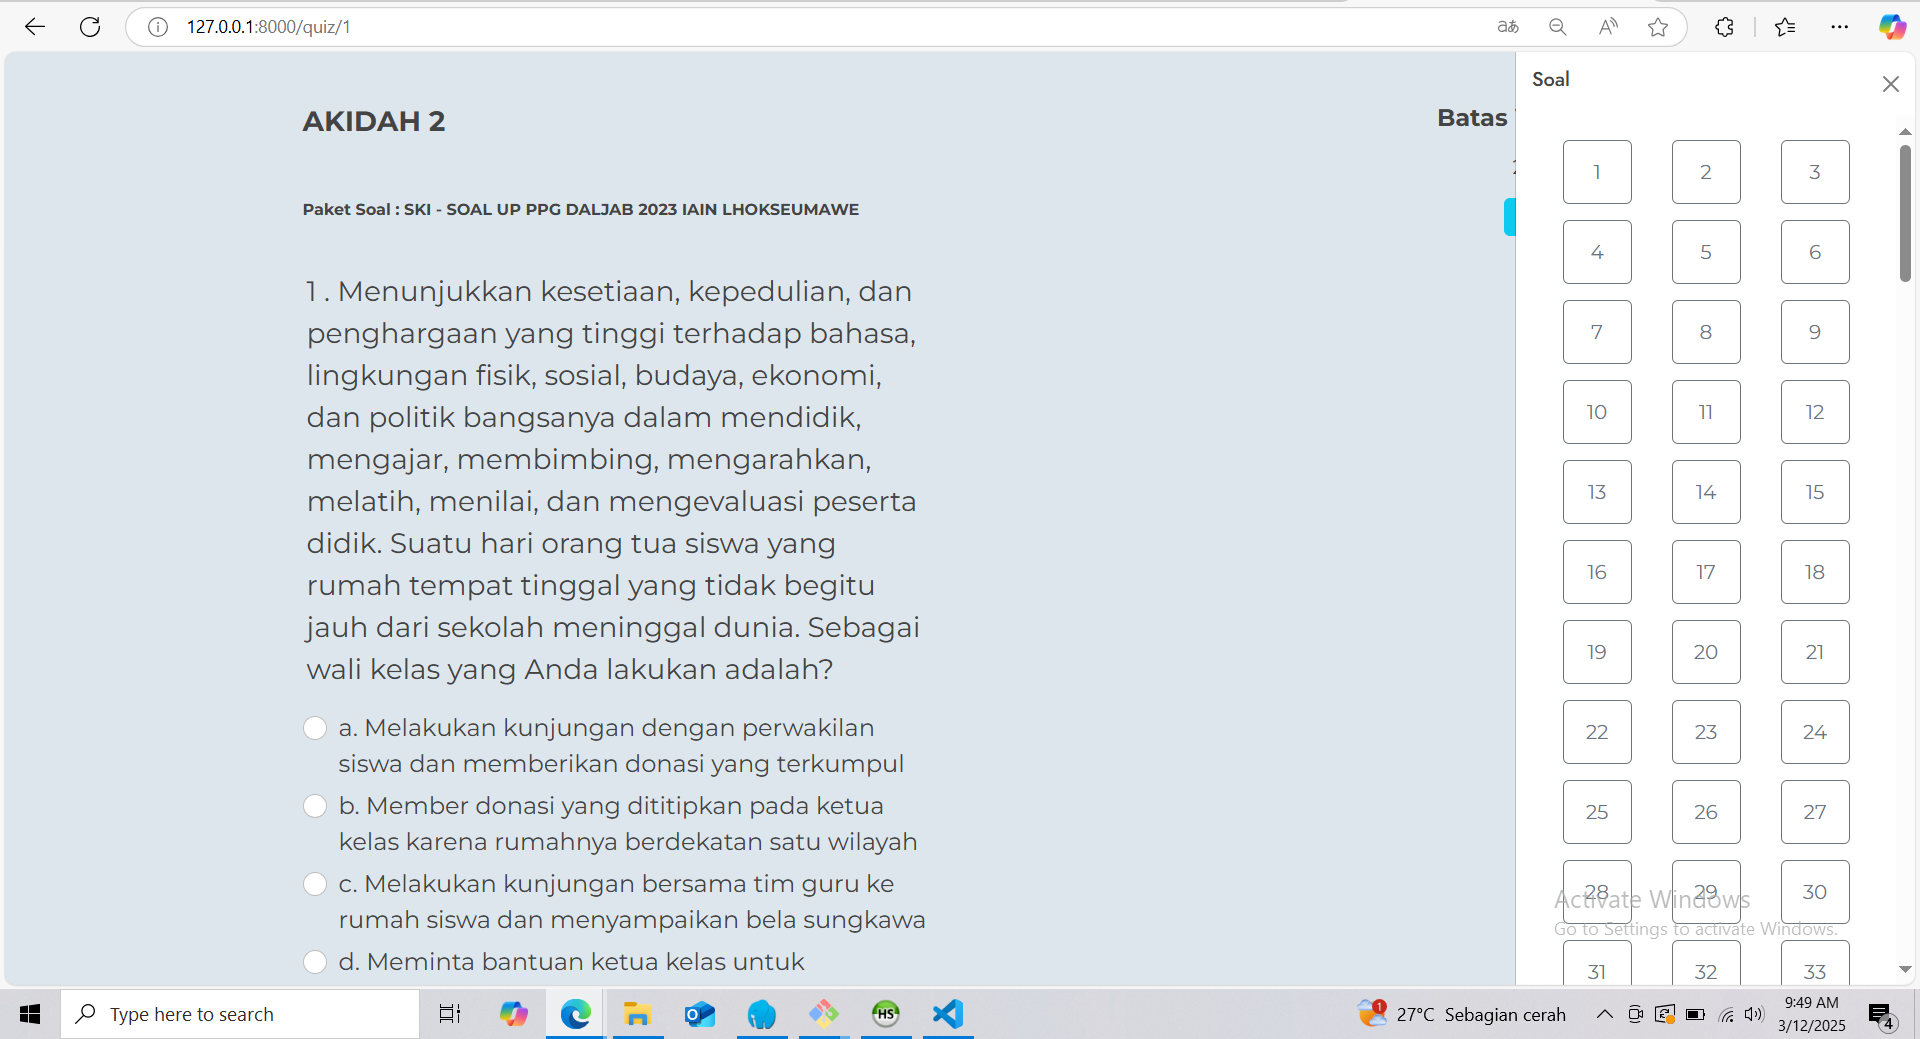 127.0.0.1:8000/quiz/1
AKIDAH 2
Batas
Paket Soal : SKI - SOAL UP PPG DALJAB 2023 IAIN LHOKSEUMAWE
1 . Menunjukkan kesetiaan, kepedulian, dan
penghargaan yang tinggi terhadap bahasa,
lingkungan fisik, sosial, budaya, ekonomi,
dan politik bangsanya dalam mendidik,
mengajar, membimbing, mengarahkan,
melatih, menilai, dan mengevaluasi peserta
didik. Suatu hari orang tua siswa yang
rumah tempat tinggal yang tidak begitu
jauh dari sekolah meninggal dunia. Sebagai
wali kelas yang Anda lakukan adalah?
a. Melakukan kunjungan dengan perwakilan
siswa dan memberikan donasi yang terkumpul
b. Member donasi yang dititipkan pada ketua
kelas karena rumahnya berdekatan satu wilayah
c. Melakukan kunjungan bersama tim guru ke
rumah siswa dan menyampaikan bela sungkawa
d. Meminta bantuan ketua kelas untuk
Soal
1 2 3
4 5 6
7 8 9
10 11 12
13 14 15
16 17 18
19 20 21
22 23 24
25 26 27
28 29 30
31 32 33
Activate Windows
Go to Settings to activate Windows.
Type here to search
HS
1
27°C Sebagian cerah
9:49 AM
3/12/2025
4